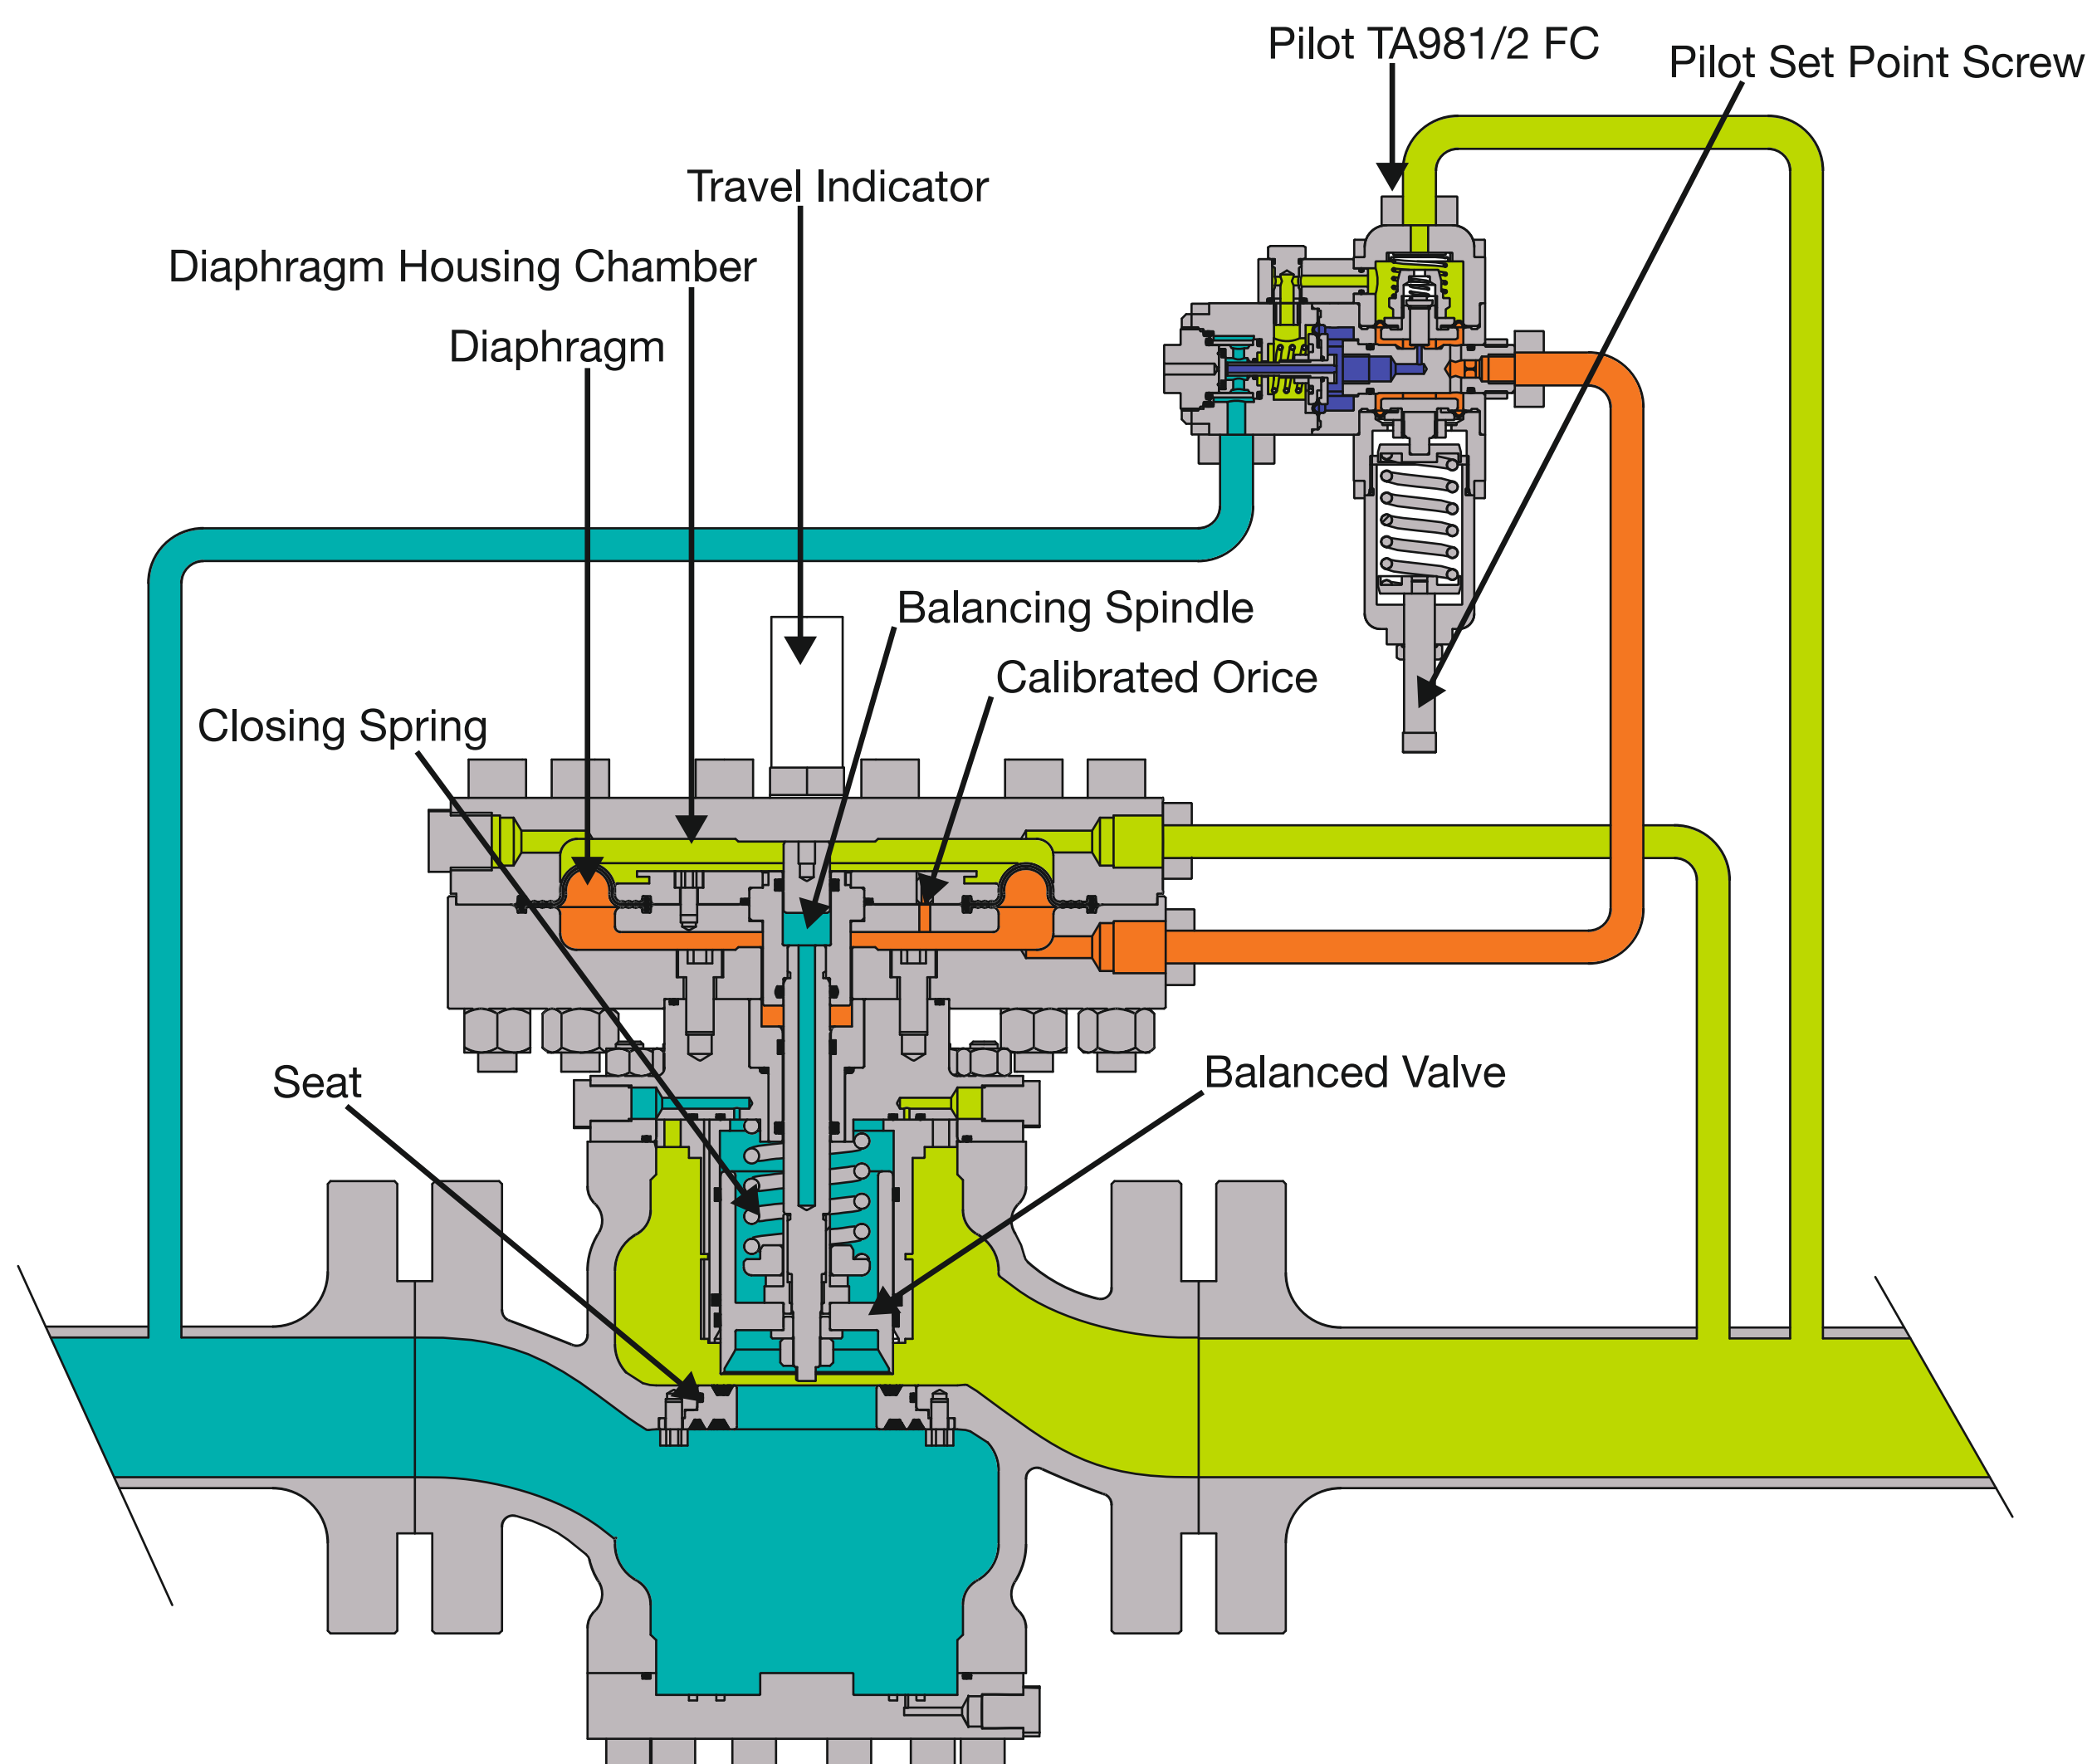 Pilot TA981/2 FC
Pilot Set Point Screw
Travel Indicator
Diaphragm Housing Chamber
Diaphragm
Balancing Spindle
Calibrated Orice
Closing Spring
Seat
Balanced Valve